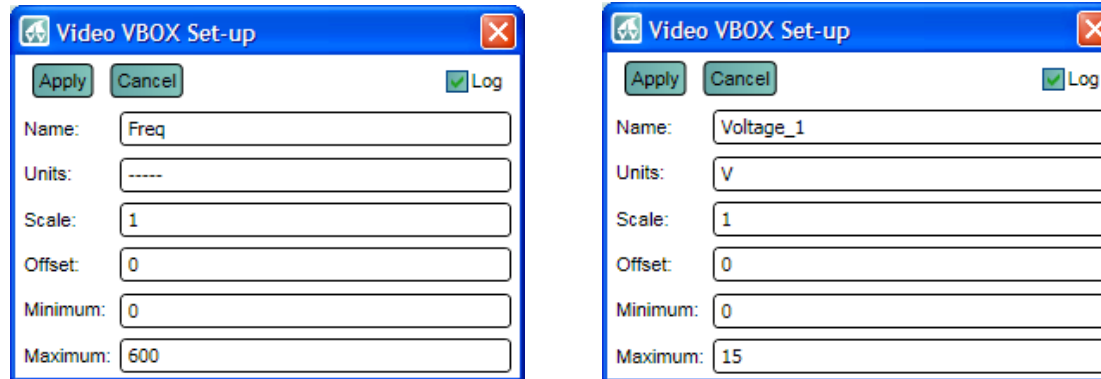 Video VBOX Set-up
Apply Cancel Log
Name: Freq
Units: -----
Scale: 1
Offset: 0
Minimum: 0
Maximum: 600
Video VBOX Set-up
Apply Cancel Log
Name: Voltage_1
Units: V
Scale: 1
Offset: 0
Minimum: 0
Maximum: 15